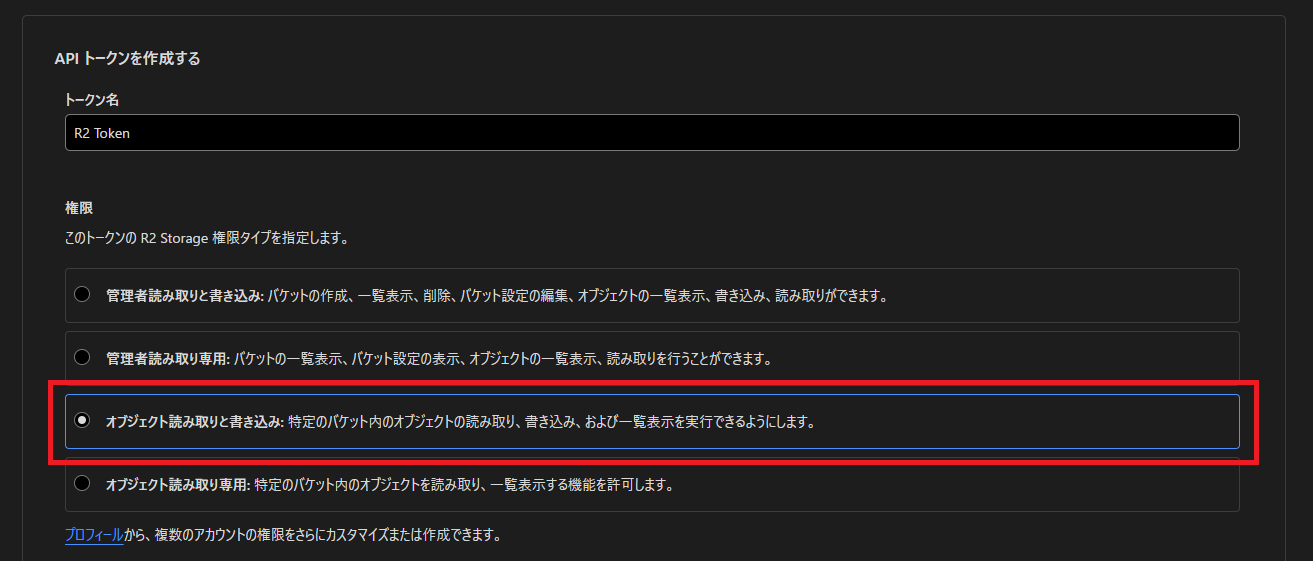 API トークンを作成する
トークン名
R2 Token
権限
このトークンの R2 Storage 権限タイプを指定します。
管理者読み取りと書き込み: バケットの作成、一覧表示、削除、バケット設定の編集、オブジェクトの一覧表示、書き込み、読み取りができます。
管理者読み取り専用: バケットの一覧表示、バケット設定の表示、オブジェクトの一覧表示、読み取りを行うことができます。
オブジェクト読み取りと書き込み: 特定のバケット内のオブジェクトの読み取り、書き込み、および一覧表示を実行できるようにします。
オブジェクト読み取り専用: 特定のバケット内のオブジェクトを読み取り、一覧表示する機能を許可します。
プロフィールから、複数のアカウントの権限をさらにカスタマイズまたは作成できます。